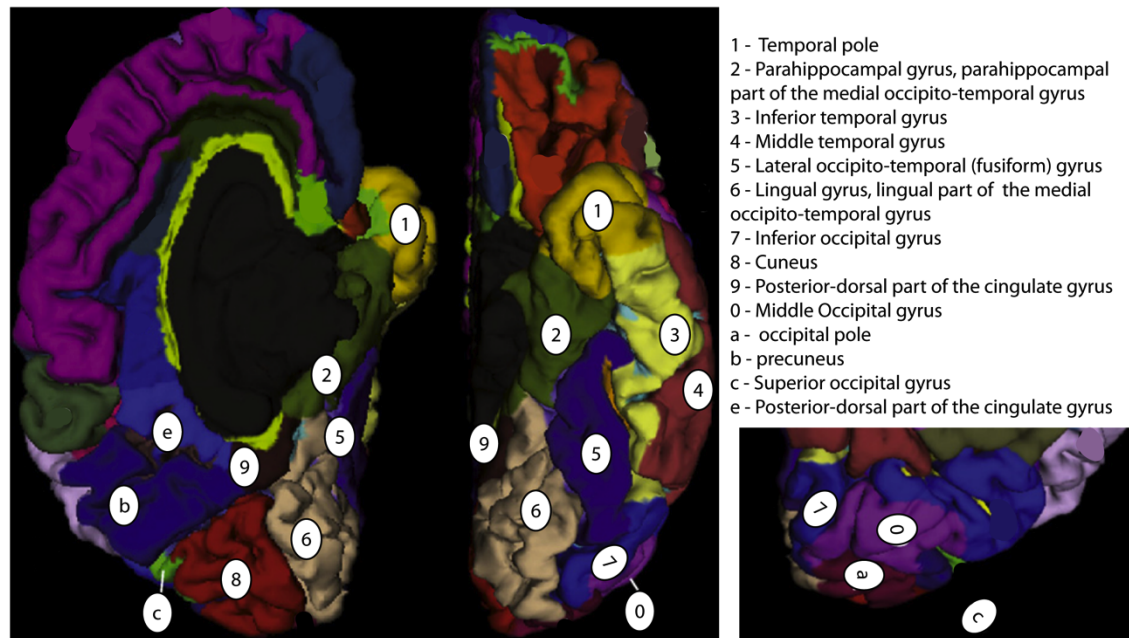 1 - Temporal pole
2 - Parahippocampal gyrus, parahippocampal
part of the medial occipito-temporal gyrus
3 - Inferior temporal gyrus
4 - Middle temporal gyrus
5 - Lateral occipito-temporal (fusiform) gyrus
6 - Lingual gyrus, lingual part of the medial
occipito-temporal gyrus
7 - Inferior occipital gyrus
8 - Cuneus
9 - Posterior-dorsal part of the cingulate gyrus
0 - Middle Occipital gyrus
a - occipital pole
b - precuneus
c - Superior occipital gyrus
e - Posterior-dorsal part of the cingulate gyrus
1
2
5
e
9
b
6
8
c
1
2
3
4
9
5
6
7
0
7
0
a
c